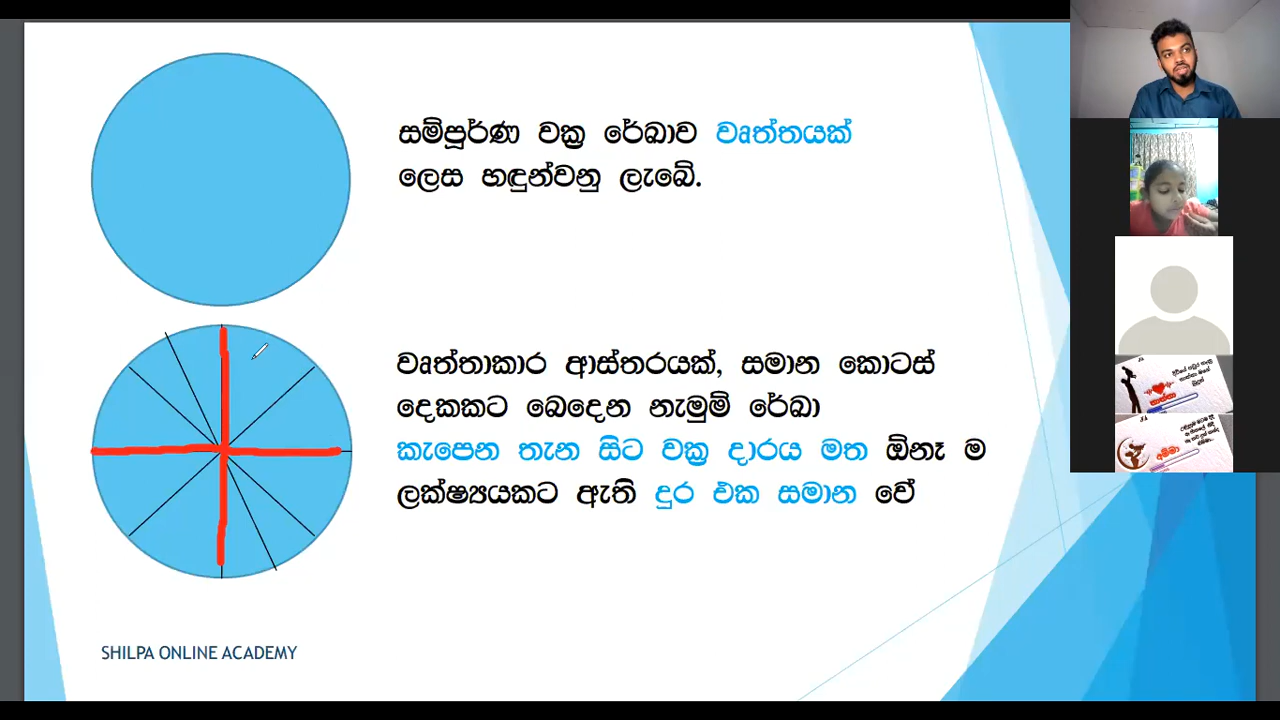 සම්පූර්ණ වක්‍ර රේඛාව වෘත්තයක්
ලෙස හඳුන්වනු ලැබේ.
වෘත්තාකාර ආස්තරයක්, සමාන කොටස්
දෙකකට බෙදෙන නැමුම් රේඛා
කැපෙන තැන සිට වක්‍ර දාරය මත ඕනෑ ම
ලක්ෂ්‍යයකට ඇති දුර එක සමාන වේ
SHILPA ONLINE ACADEMY
තාත්තා
අම්මා